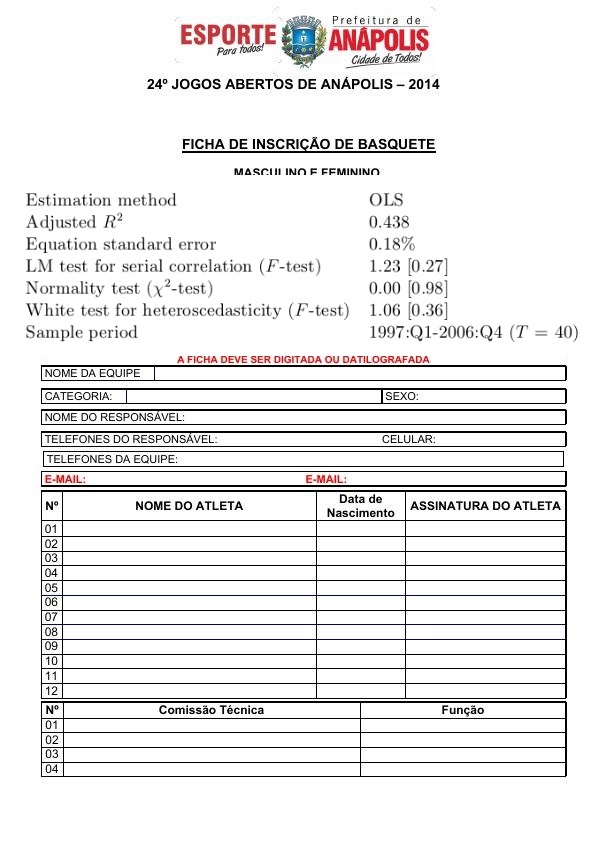 ESPORTE
Para todos!
Prefeitura de
ANÁPOLIS
Cidade de Todos!
24º JOGOS ABERTOS DE ANÁPOLIS – 2014
FICHA DE INSCRIÇÃO DE BASQUETE
MASCULINO E FEMININO
Estimation method OLS
Adjusted R² 0.438
Equation standard error 0.18%
LM test for serial correlation (F-test) 1.23 [0.27]
Normality test (χ²-test) 0.00 [0.98]
White test for heteroscedasticity (F-test) 1.06 [0.36]
Sample period 1997:Q1-2006:Q4 (T = 40)
A FICHA DEVE SER DIGITADA OU DATILOGRAFADA
NOME DA EQUIPE
CATEGORIA: SEXO:
NOME DO RESPONSÁVEL:
TELEFONES DO RESPONSÁVEL: CELULAR:
TELEFONES DA EQUIPE:
E-MAIL: E-MAIL:
Nº NOME DO ATLETA Data de Nascimento ASSINATURA DO ATLETA
01
02
03
04
05
06
07
08
09
10
11
12
Nº Comissão Técnica Função
01
02
03
04